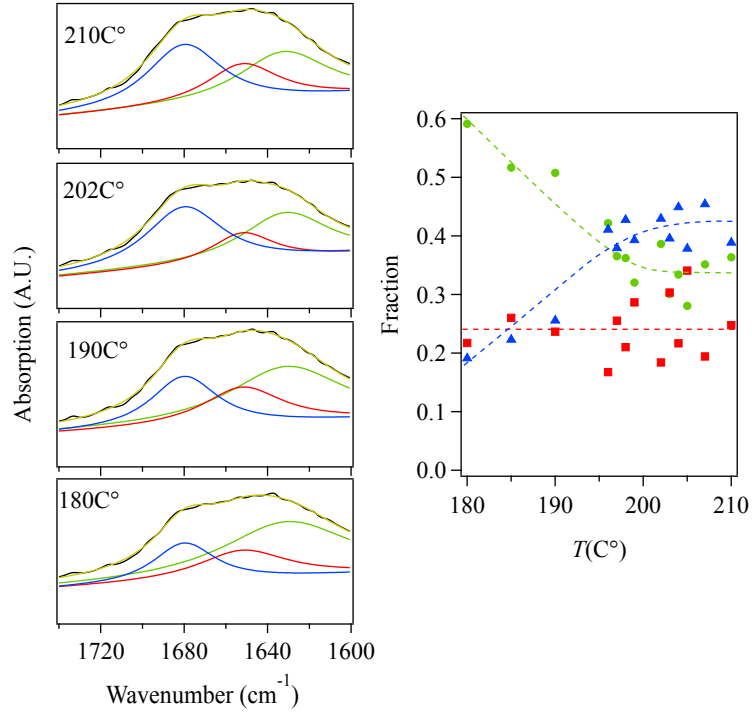 210C°
202C°
190C°
180C°
Absorption (A.U.)
1720
1680
1640
1600
Wavenumber (cm-1)
0.6
0.5
0.4
0.3
0.2
0.1
0.0
Fraction
180
190
200
210
T(C°)